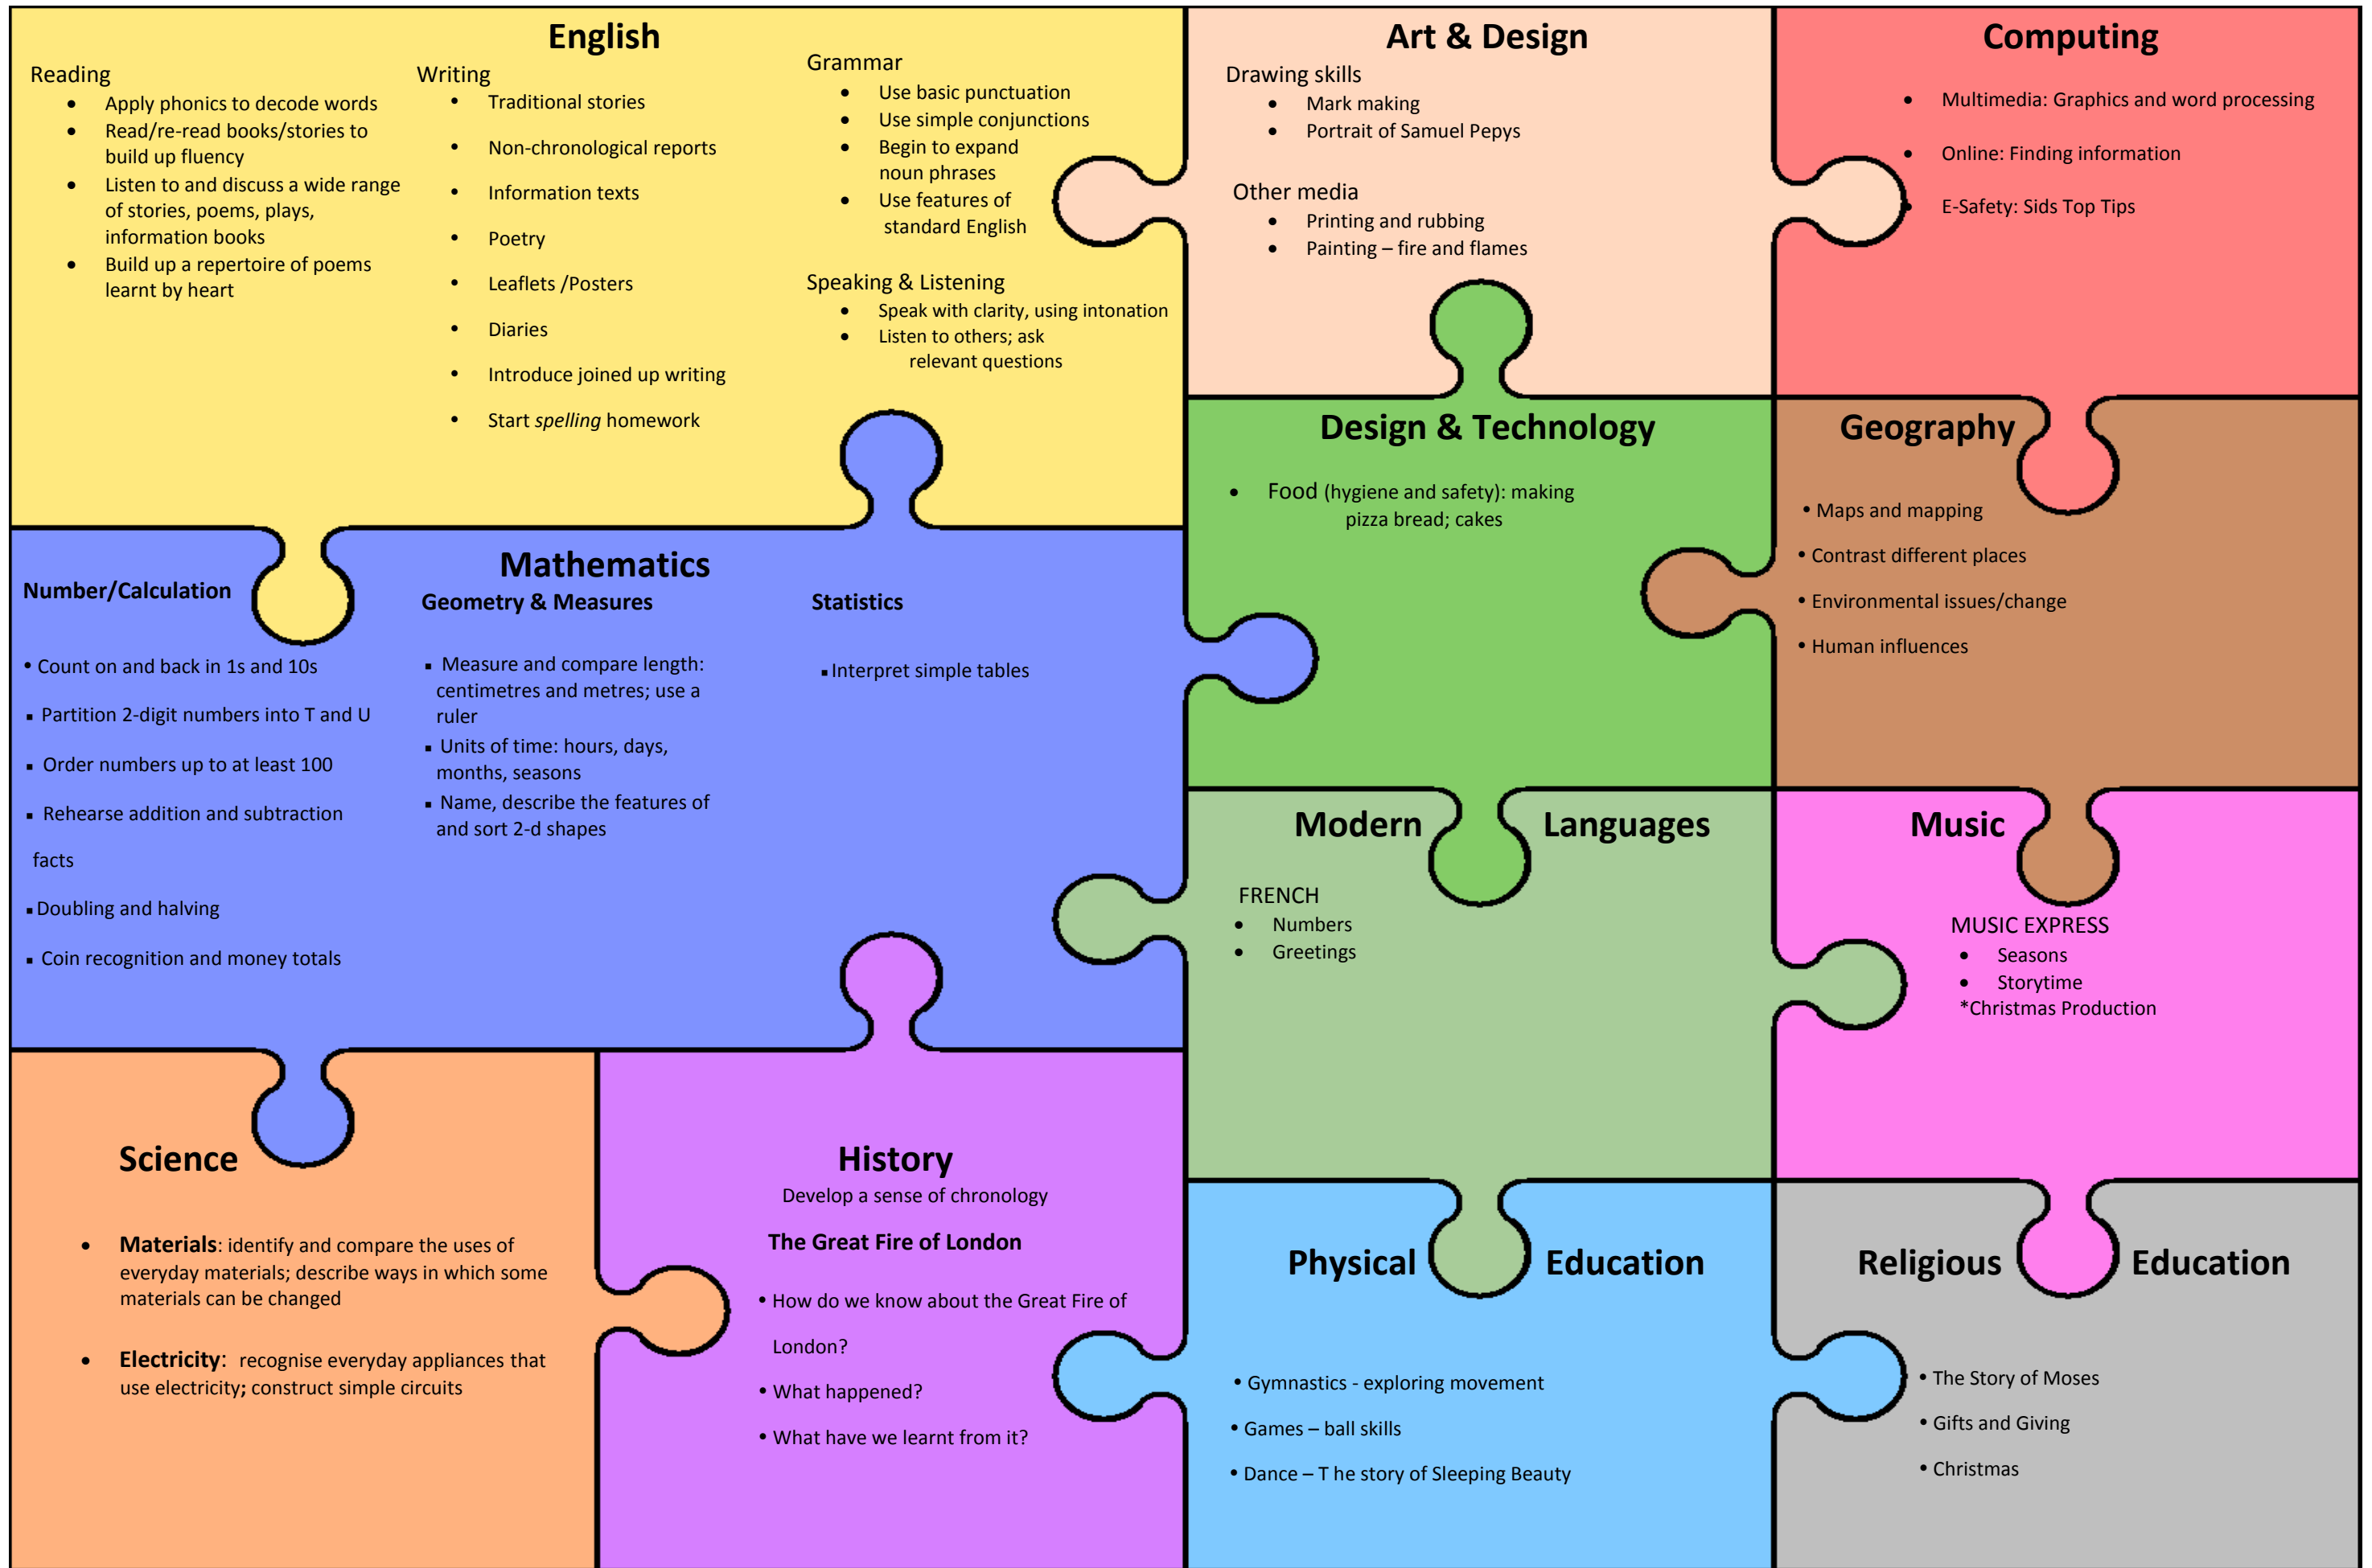 English
Reading
• Apply phonics to decode words
• Read/re-read books/stories to
build up fluency
• Listen to and discuss a wide range
of stories, poems, plays,
information books
• Build up a repertoire of poems
learnt by heart
Writing
• Traditional stories
• Non-chronological reports
• Information texts
• Poetry
• Leaflets /Posters
• Diaries
• Introduce joined up writing
• Start spelling homework
Grammar
• Use basic punctuation
• Use simple conjunctions
• Begin to expand
noun phrases
• Use features of
standard English
Speaking & Listening
• Speak with clarity, using intonation
• Listen to others; ask
relevant questions
Art & Design
Drawing skills
• Mark making
• Portrait of Samuel Pepys
Other media
• Printing and rubbing
• Painting – fire and flames
Computing
• Multimedia: Graphics and word processing
• Online: Finding information
• E-Safety: Sids Top Tips
Design & Technology
• Food (hygiene and safety): making
pizza bread; cakes
Geography
• Maps and mapping
• Contrast different places
• Environmental issues/change
• Human influences
Mathematics
Number/Calculation
• Count on and back in 1s and 10s
▪ Partition 2-digit numbers into T and U
▪ Order numbers up to at least 100
▪ Rehearse addition and subtraction
facts
▪ Doubling and halving
▪ Coin recognition and money totals
Geometry & Measures
▪ Measure and compare length:
centimetres and metres; use a
ruler
▪ Units of time: hours, days,
months, seasons
▪ Name, describe the features of
and sort 2-d shapes
Statistics
▪ Interpret simple tables
Modern Languages
FRENCH
• Numbers
• Greetings
Music
MUSIC EXPRESS
• Seasons
• Storytime
*Christmas Production
Science
• Materials: identify and compare the uses of
everyday materials; describe ways in which some
materials can be changed
• Electricity: recognise everyday appliances that
use electricity; construct simple circuits
History
Develop a sense of chronology
The Great Fire of London
• How do we know about the Great Fire of
London?
• What happened?
• What have we learnt from it?
Physical Education
• Gymnastics - exploring movement
• Games – ball skills
• Dance – T he story of Sleeping Beauty
Religious Education
• The Story of Moses
• Gifts and Giving
• Christmas